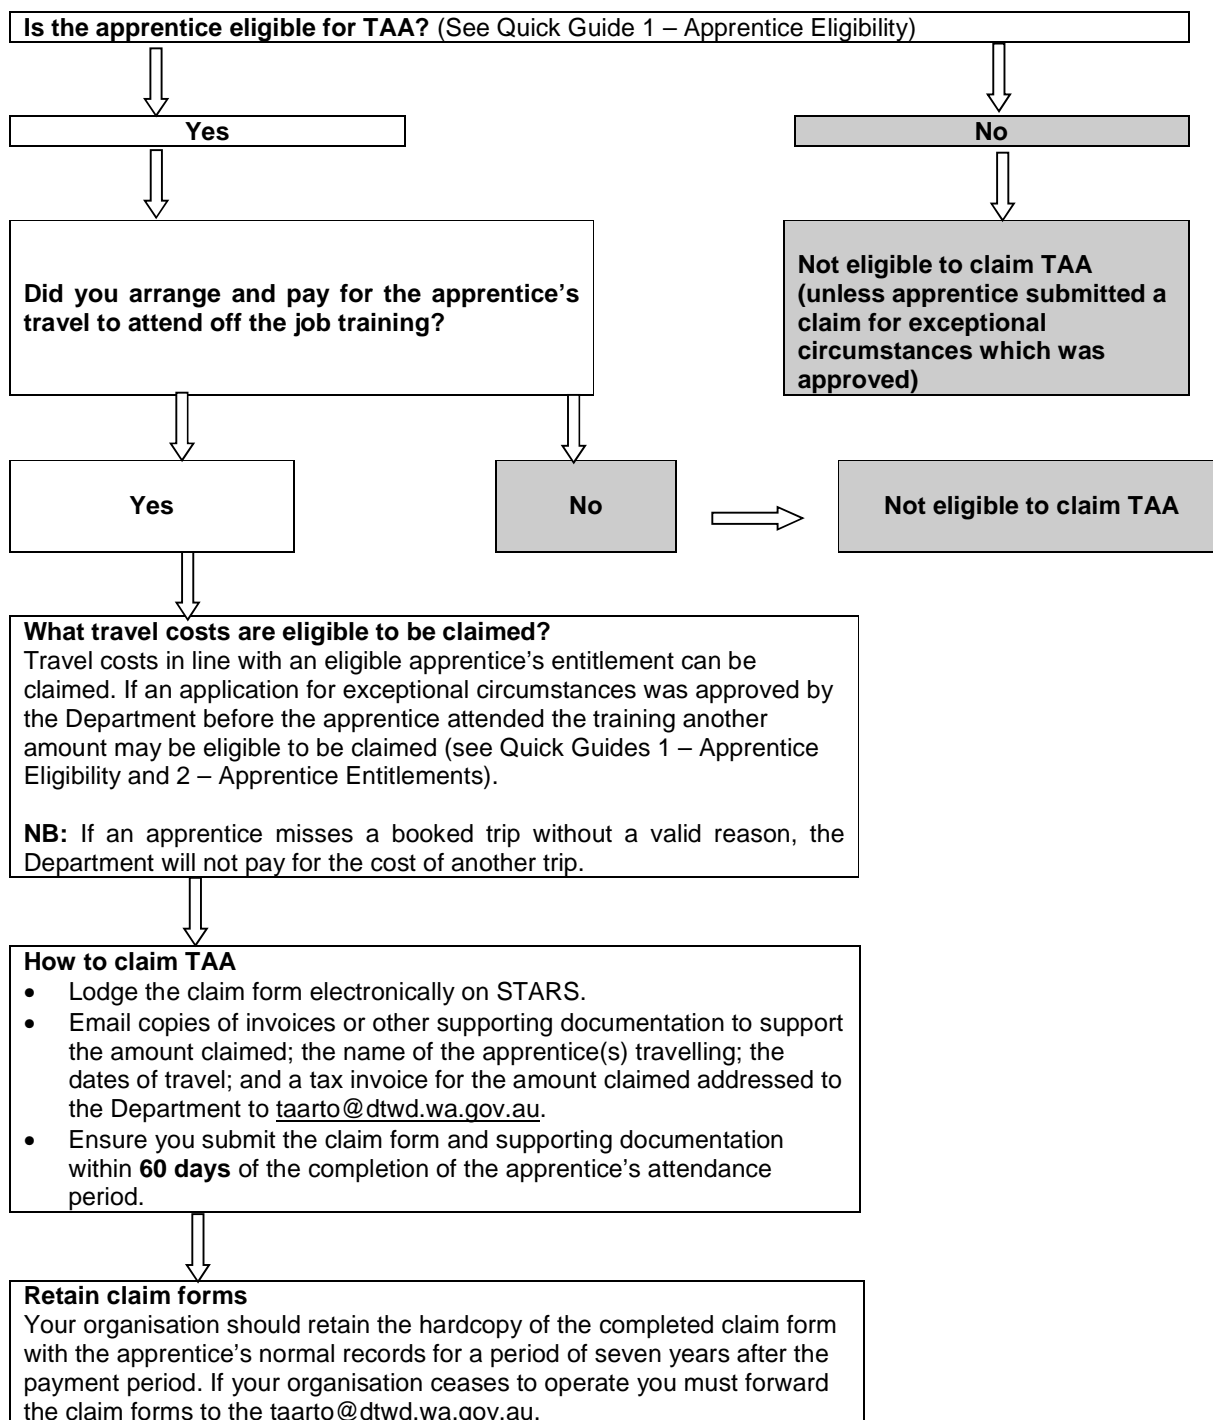 Is the apprentice eligible for TAA? (See Quick Guide 1 – Apprentice Eligibility)
Yes
No
Did you arrange and pay for the apprentice's
travel to attend off the job training?
Not eligible to claim TAA
(unless apprentice submitted a
claim for exceptional
circumstances which was
approved)
Yes
No
Not eligible to claim TAA
What travel costs are eligible to be claimed?
Travel costs in line with an eligible apprentice's entitlement can be
claimed. If an application for exceptional circumstances was approved by
the Department before the apprentice attended the training another
amount may be eligible to be claimed (see Quick Guides 1 – Apprentice
Eligibility and 2 – Apprentice Entitlements).
NB: If an apprentice misses a booked trip without a valid reason, the
Department will not pay for the cost of another trip.
How to claim TAA
• Lodge the claim form electronically on STARS.
• Email copies of invoices or other supporting documentation to support
the amount claimed; the name of the apprentice(s) travelling; the
dates of travel; and a tax invoice for the amount claimed addressed to
the Department to taarto@dtwd.wa.gov.au.
• Ensure you submit the claim form and supporting documentation
within 60 days of the completion of the apprentice's attendance
period.
Retain claim forms
Your organisation should retain the hardcopy of the completed claim form
with the apprentice's normal records for a period of seven years after the
payment period. If your organisation ceases to operate you must forward
the claim forms to the taarto@dtwd.wa.gov.au.